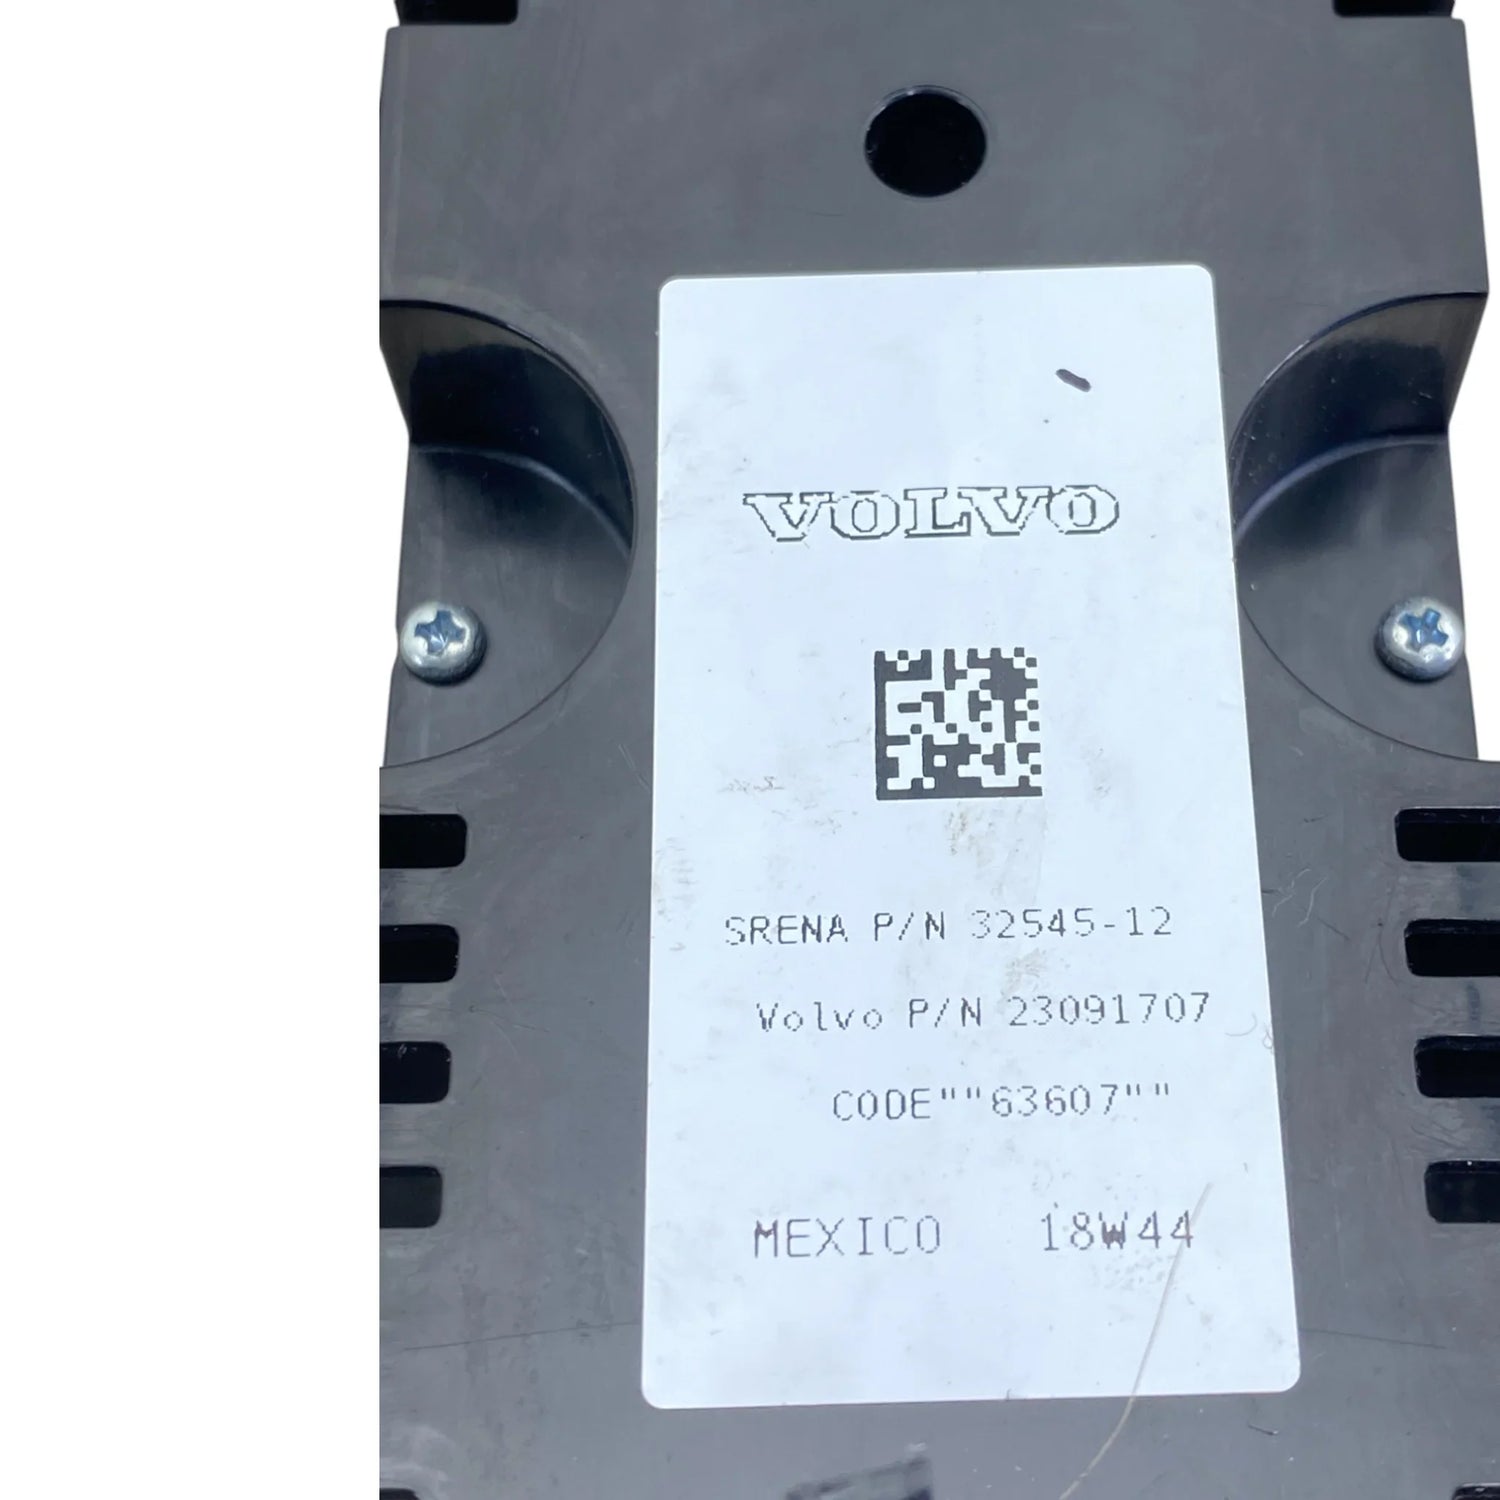 VOLVO
SRENA P/N 32545-12
Volvo P/N 23091707
CODE""63607""
MEXICO 18W44